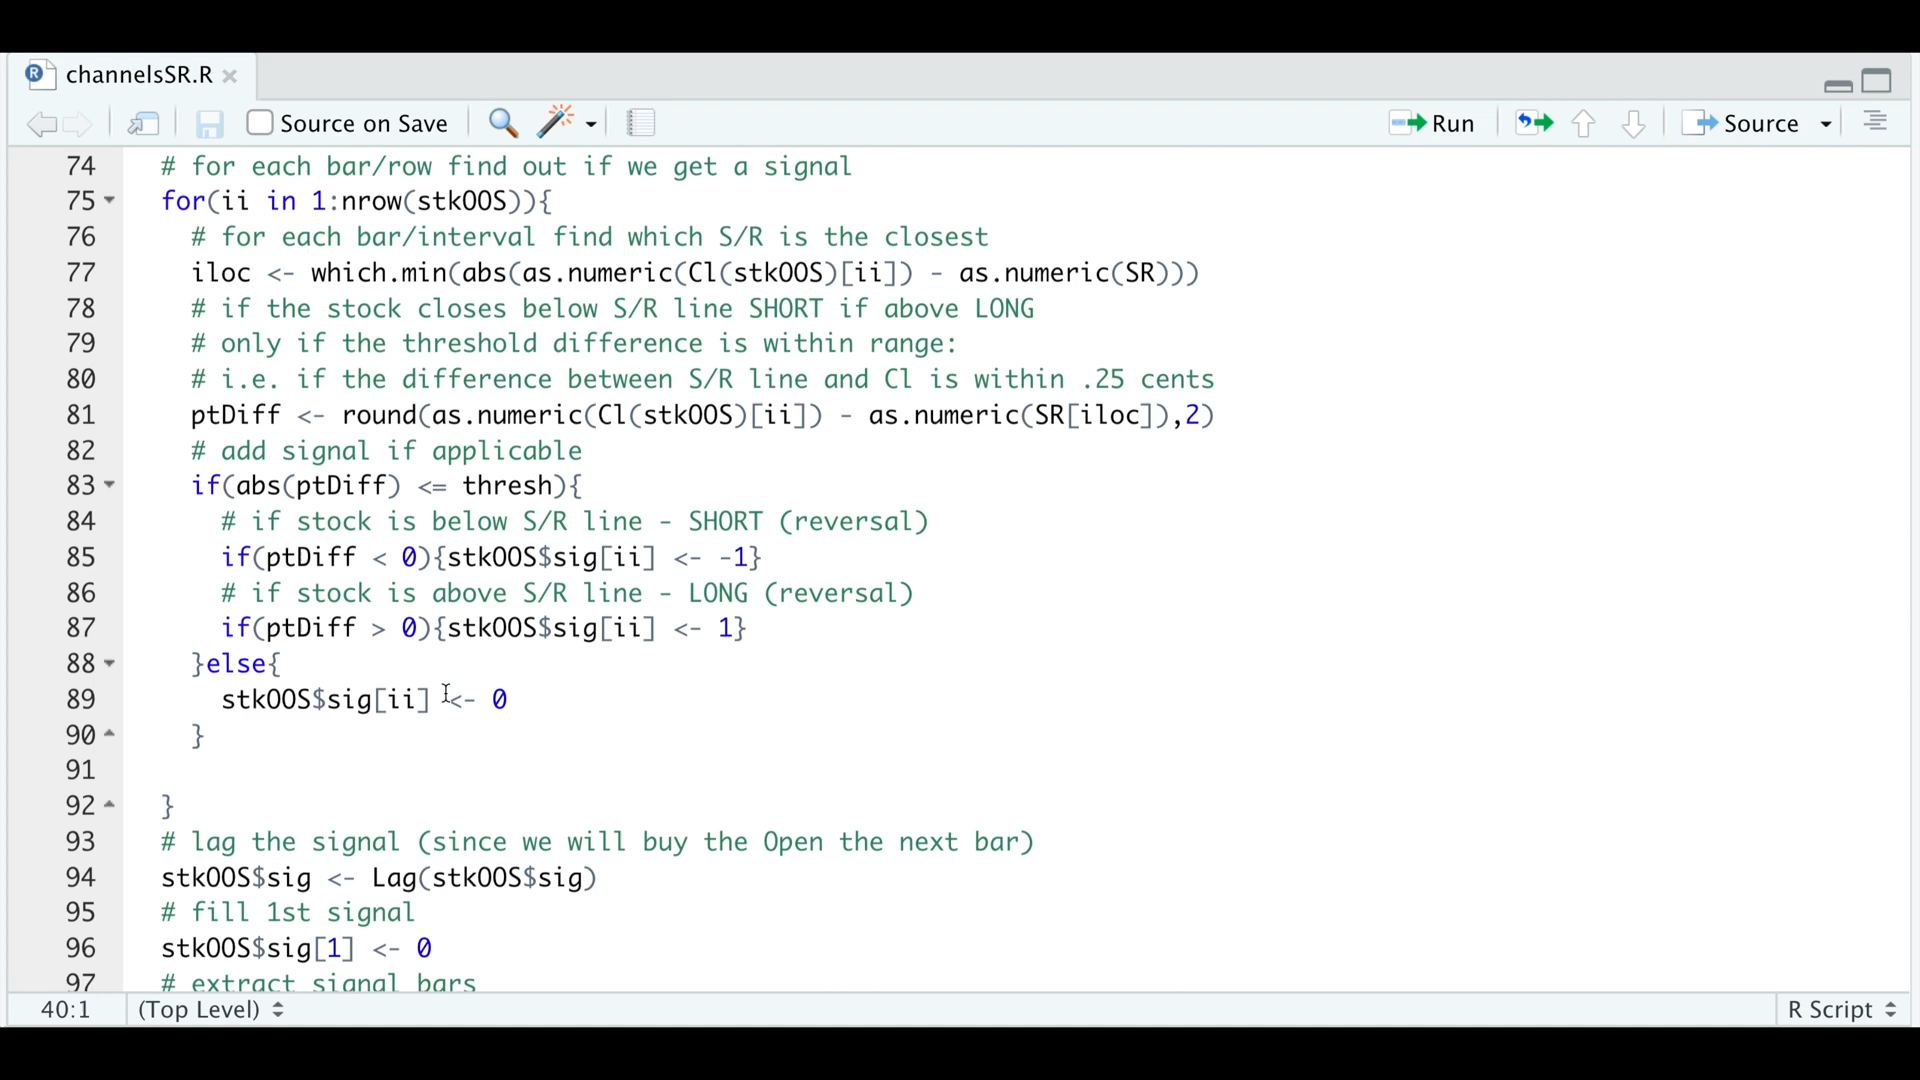 channelsSR.R
Source on Save
Run
Source
74 # for each bar/row find out if we get a signal
75 for(ii in 1:nrow(stkOOS)){
76 # for each bar/interval find which S/R is the closest
77 iloc <- which.min(abs(as.numeric(Cl(stkOOS)[ii]) - as.numeric(SR)))
78 # if the stock closes below S/R line SHORT if above LONG
79 # only if the threshold difference is within range:
80 # i.e. if the difference between S/R line and Cl is within .25 cents
81 ptDiff <- round(as.numeric(Cl(stkOOS)[ii]) - as.numeric(SR[iloc]),2)
82 # add signal if applicable
83 if(abs(ptDiff) <= thresh){
84 # if stock is below S/R line - SHORT (reversal)
85 if(ptDiff < 0){stkOOS$sig[ii] <- -1}
86 # if stock is above S/R line - LONG (reversal)
87 if(ptDiff > 0){stkOOS$sig[ii] <- 1}
88 }else{
89 stkOOS$sig[ii] <- 0
90 }
91
92 }
93 # lag the signal (since we will buy the Open the next bar)
94 stkOOS$sig <- Lag(stkOOS$sig)
95 # fill 1st signal
96 stkOOS$sig[1] <- 0
97 # extract signal bars
40:1 (Top Level) R Script